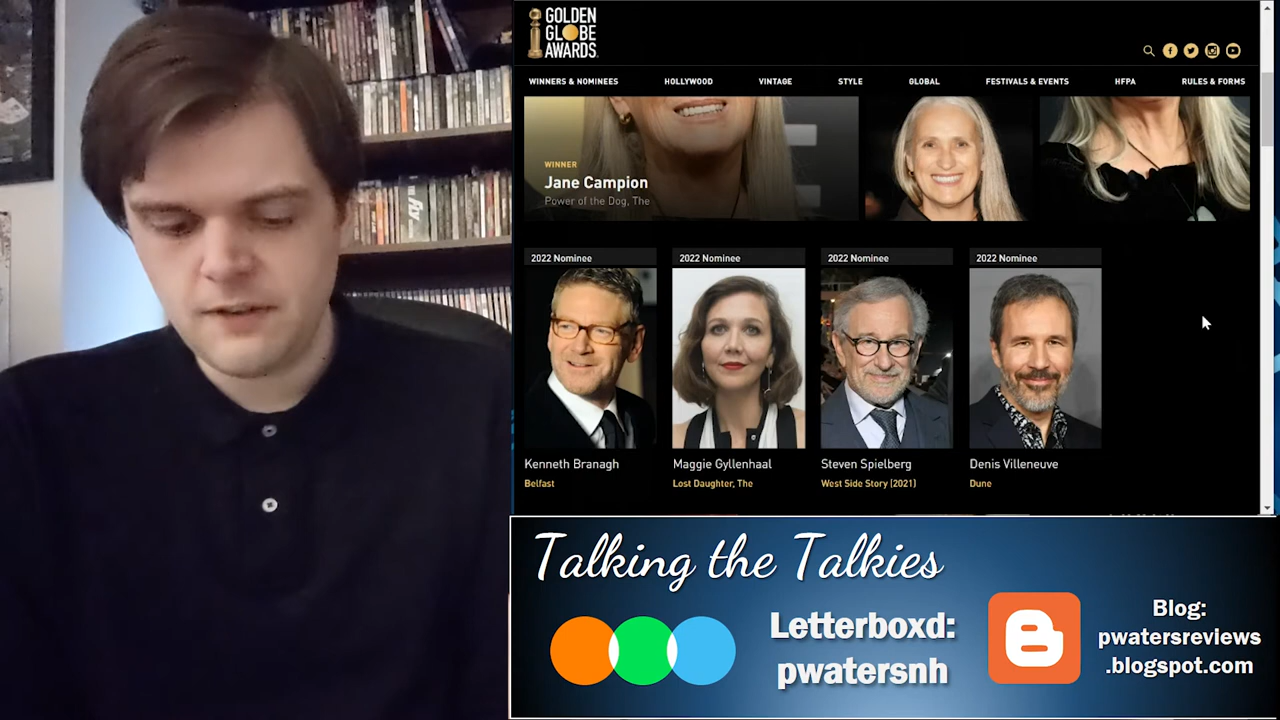 GOLDEN
GLOBE
AWARDS
WINNERS & NOMINEES HOLLYWOOD VINTAGE STYLE GLOBAL FESTIVALS & EVENTS HFPA RULES & FORMS
WINNER
Jane Campion
Power of the Dog, The
2022 Nominee 2022 Nominee 2022 Nominee 2022 Nominee
Kenneth Branagh Maggie Gyllenhaal Steven Spielberg Denis Villeneuve
Belfast Lost Daughter, The West Side Story (2021) Dune
Talking the Talkies
Letterboxd:
pwatersnh
Blog:
pwatersreviews
.blogspot.com